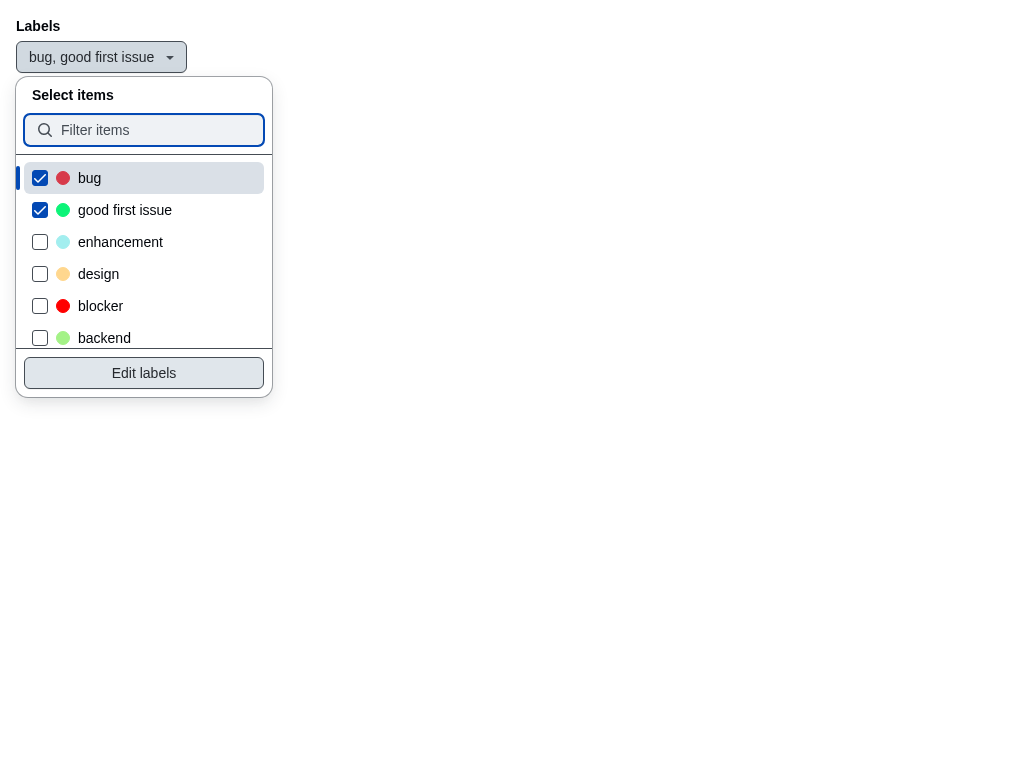 Labels
bug, good first issue
Select items
Filter items
bug
good first issue
enhancement
design
blocker
backend
Edit labels